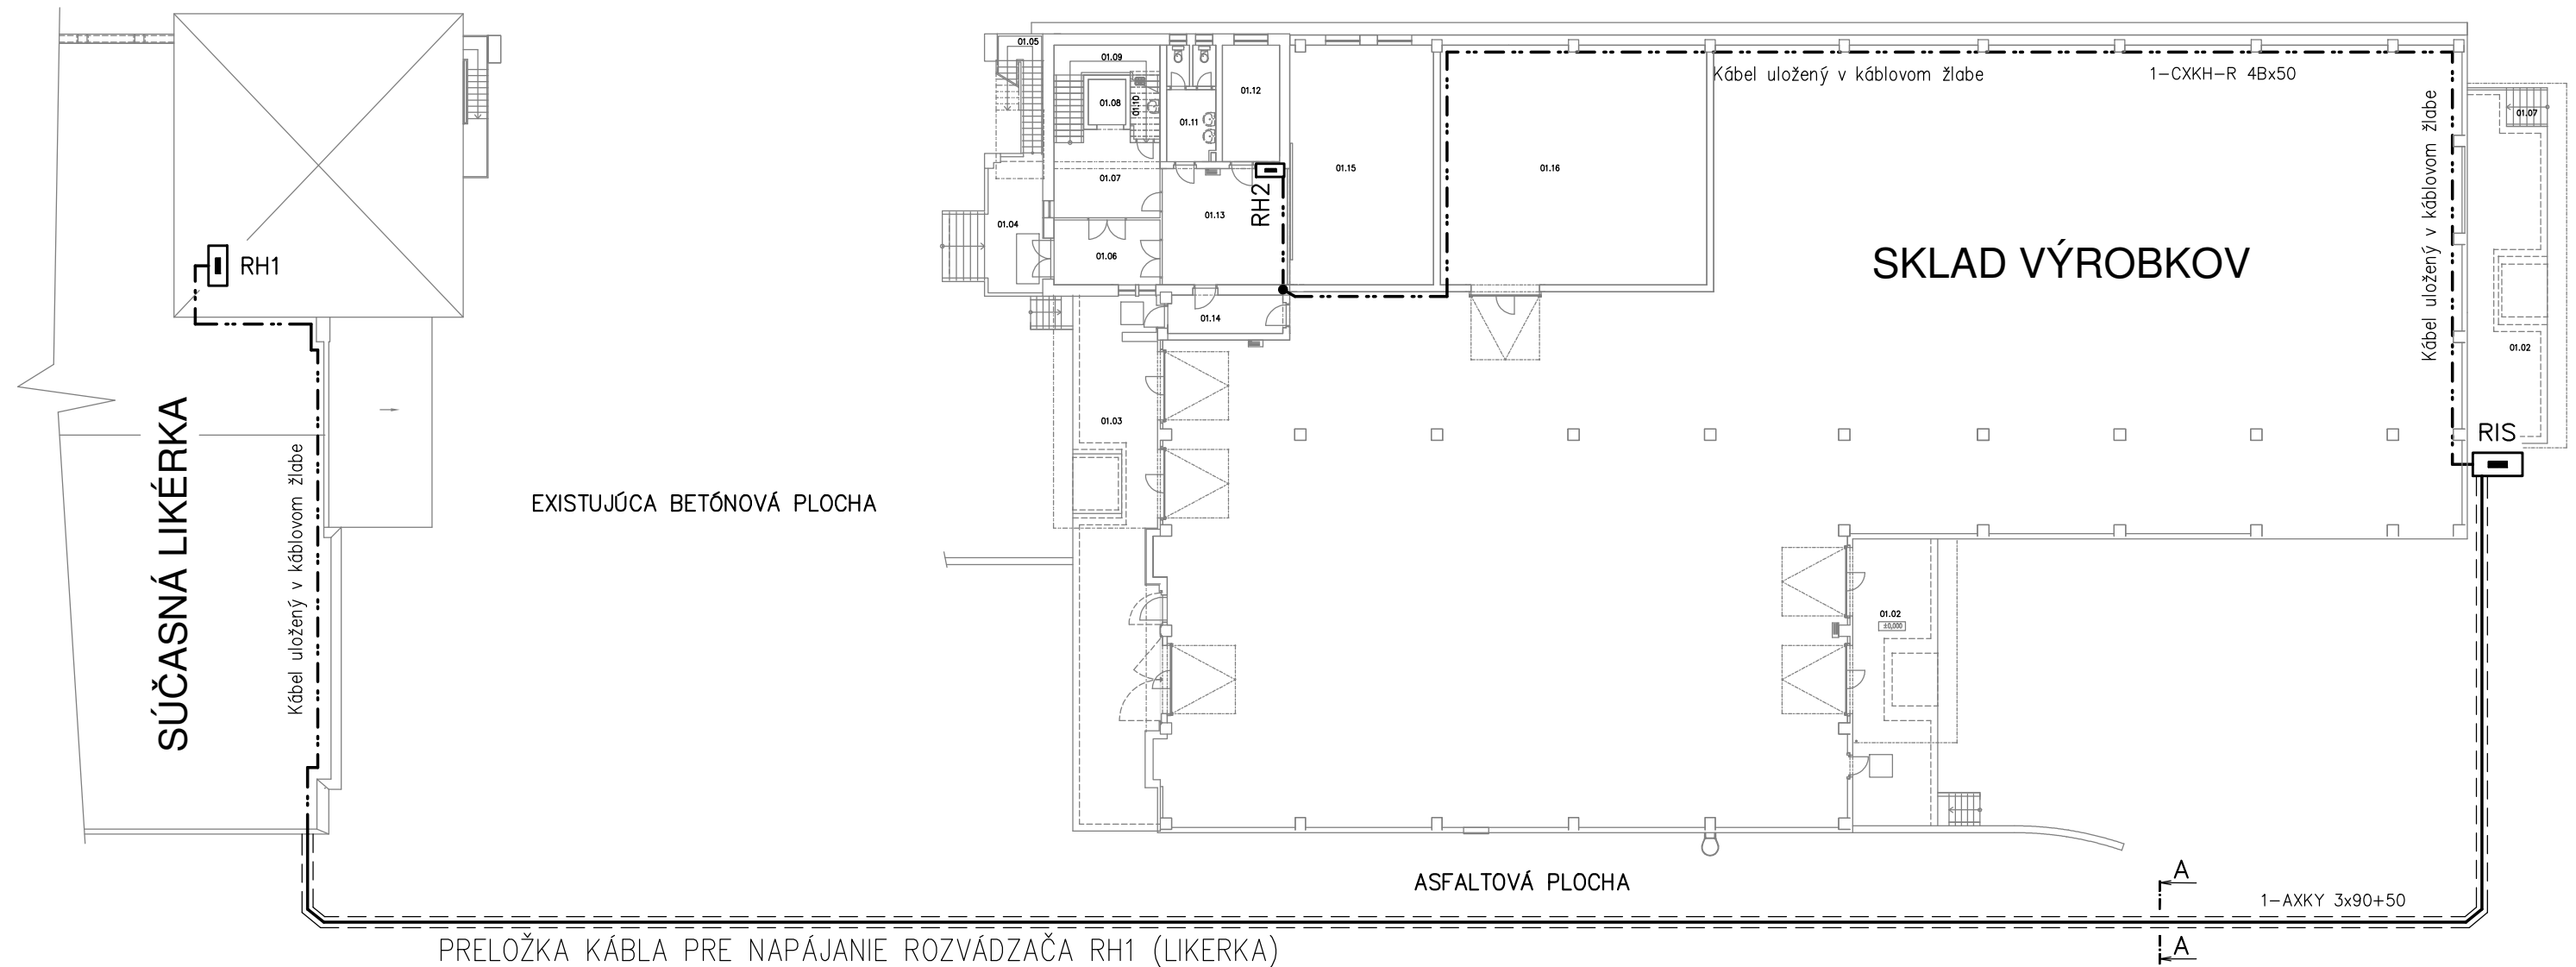 01.05
01.09
01.08
01.10
01.11
01.12
01.07
01.04
01.06
01.13
RH2
01.14
01.15
01.16
01.03
Kábel uložený v káblovom žlabe
1-CXKH-R 4Bx50
Kábel uložený v káblovom žlabe
SKLAD VÝROBKOV
01.07
01.02
RIS
RH1
SÚČASNÁ LIKÉRKA
Kábel uložený v káblovom žlabe
EXISTUJÚCA BETÓNOVÁ PLOCHA
01.02
±0,000
ASFALTOVÁ PLOCHA
A
1-AXKY 3x90+50
A
PRELOŽKA KÁBLA PRE NAPÁJANIE ROZVÁDZAČA RH1 (LIKERKA)